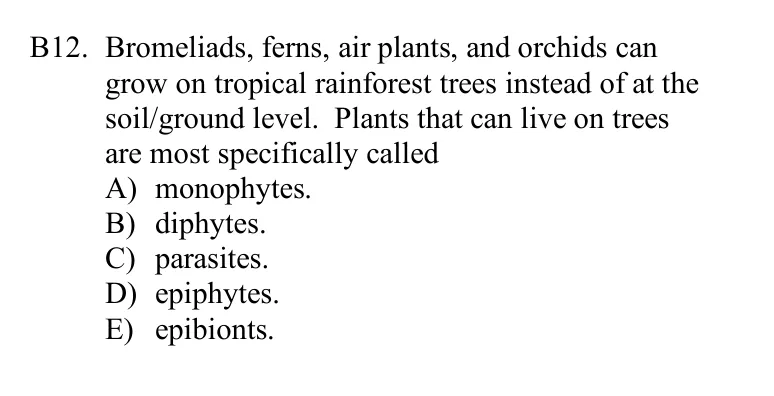 B12. Bromeliads, ferns, air plants, and orchids can
grow on tropical rainforest trees instead of at the
soil/ground level. Plants that can live on trees
are most specifically called
A) monophytes.
B) diphytes.
C) parasites.
D) epiphytes.
E) epibionts.